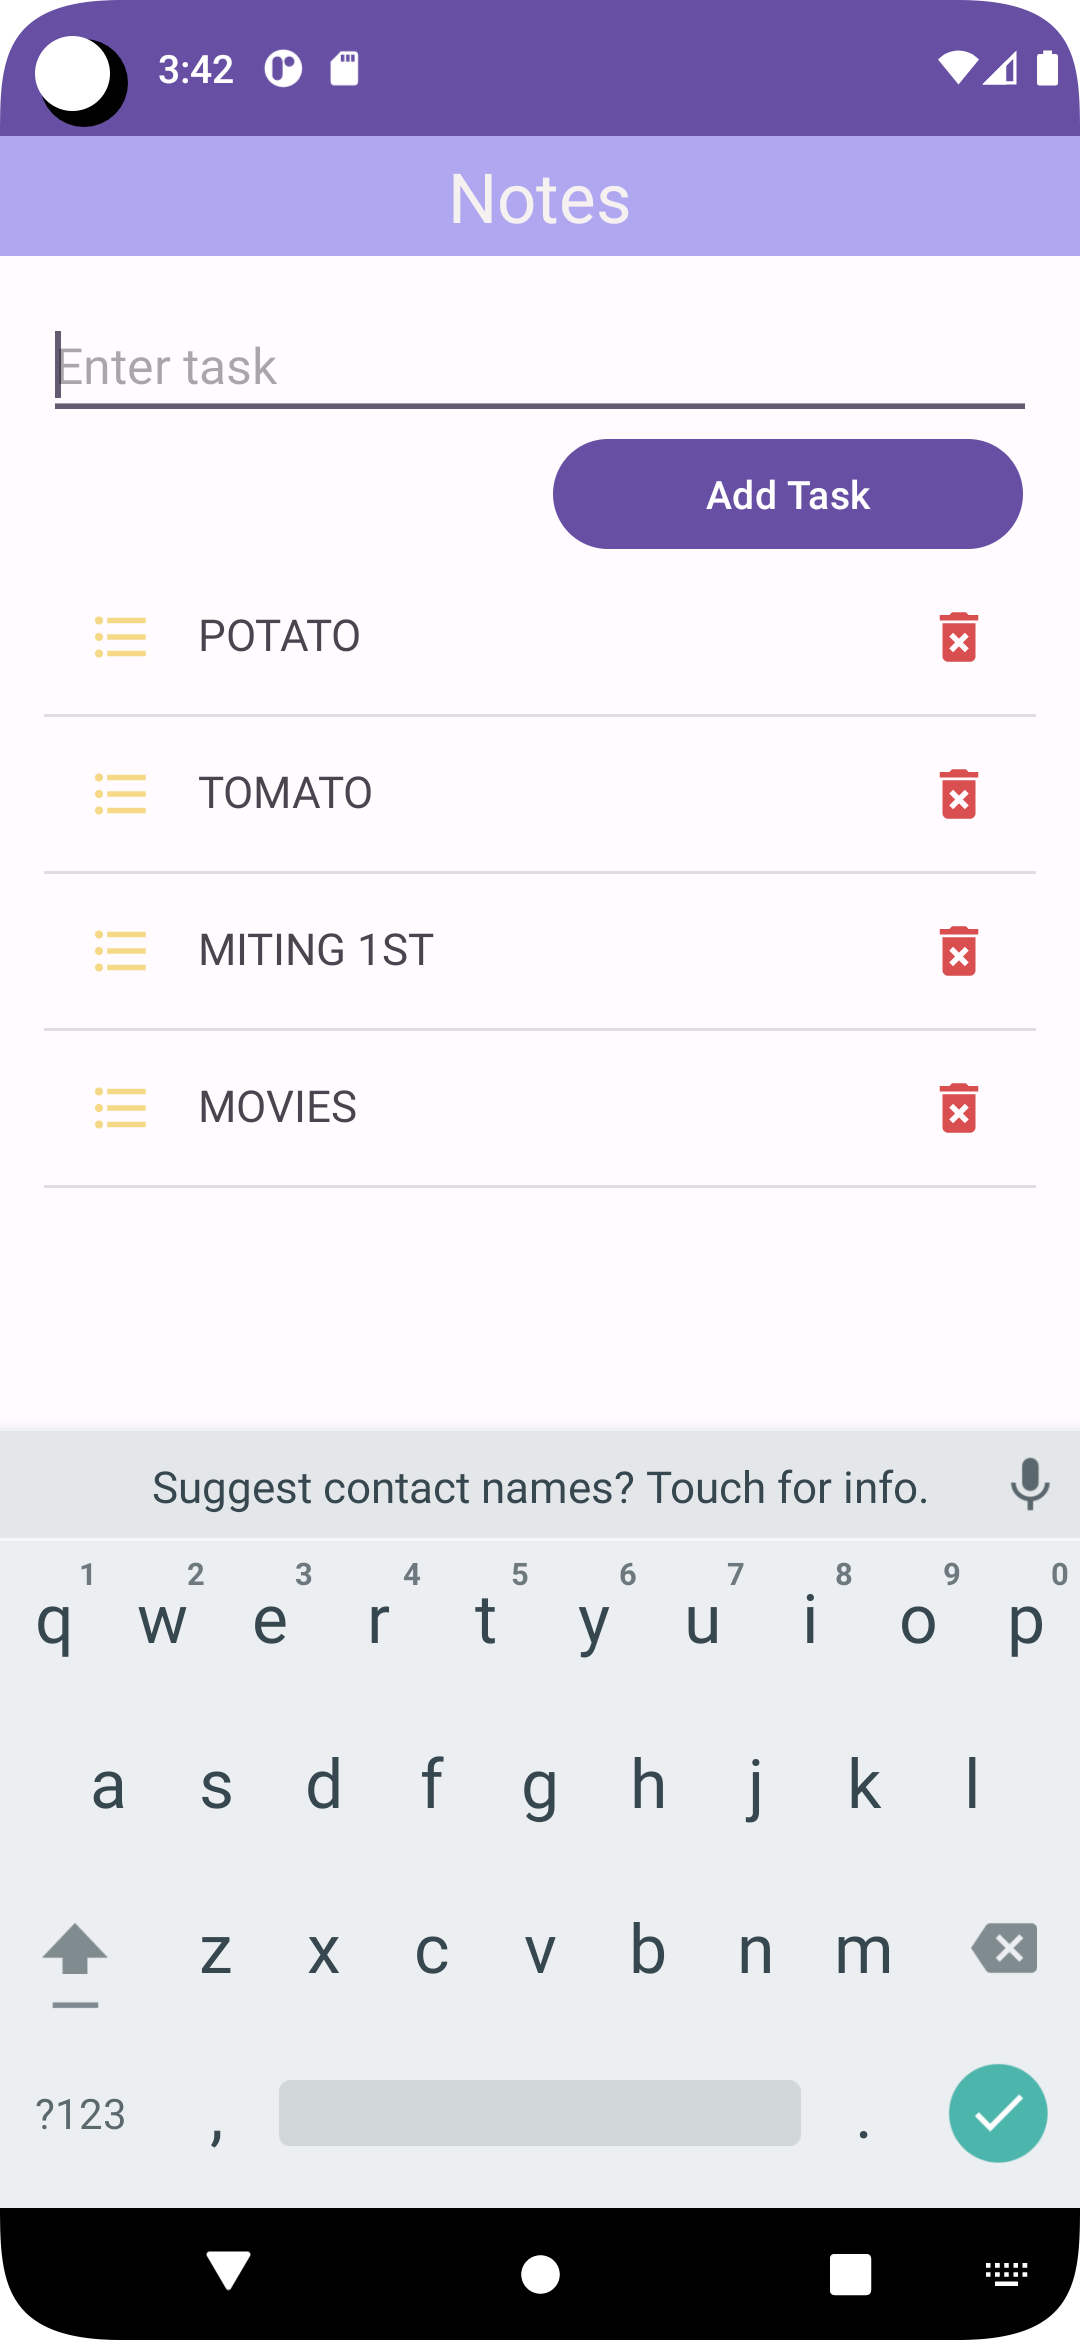 3:42
Notes
Enter task
Add Task
POTATO
TOMATO
MITING 1ST
MOVIES
Suggest contact names? Touch for info.
1 2 3 4 5 6 7 8 9 0
q w e r t y u i o p
a s d f g h j k l
z x c v b n m
?123 , .